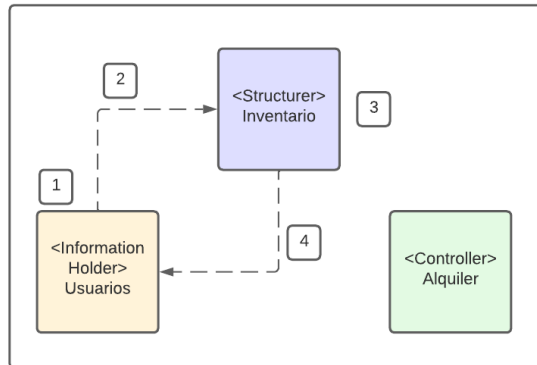 2
<Structurer>
Inventario
3
1
4
<Information
Holder>
Usuarios
<Controller>
Alquiler